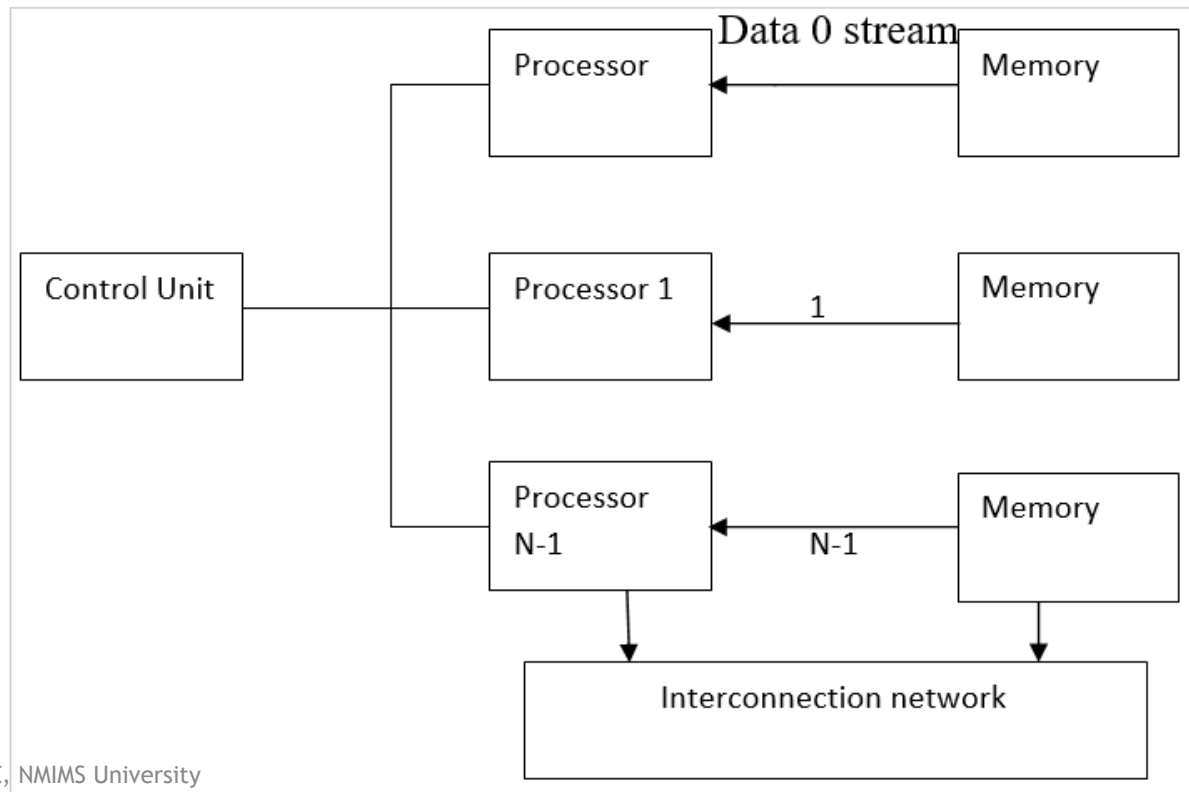 Data 0 stream
Processor
Memory
Control Unit
Processor 1
1
Memory
Processor
N-1
N-1
Memory
Interconnection network
NMIMS University